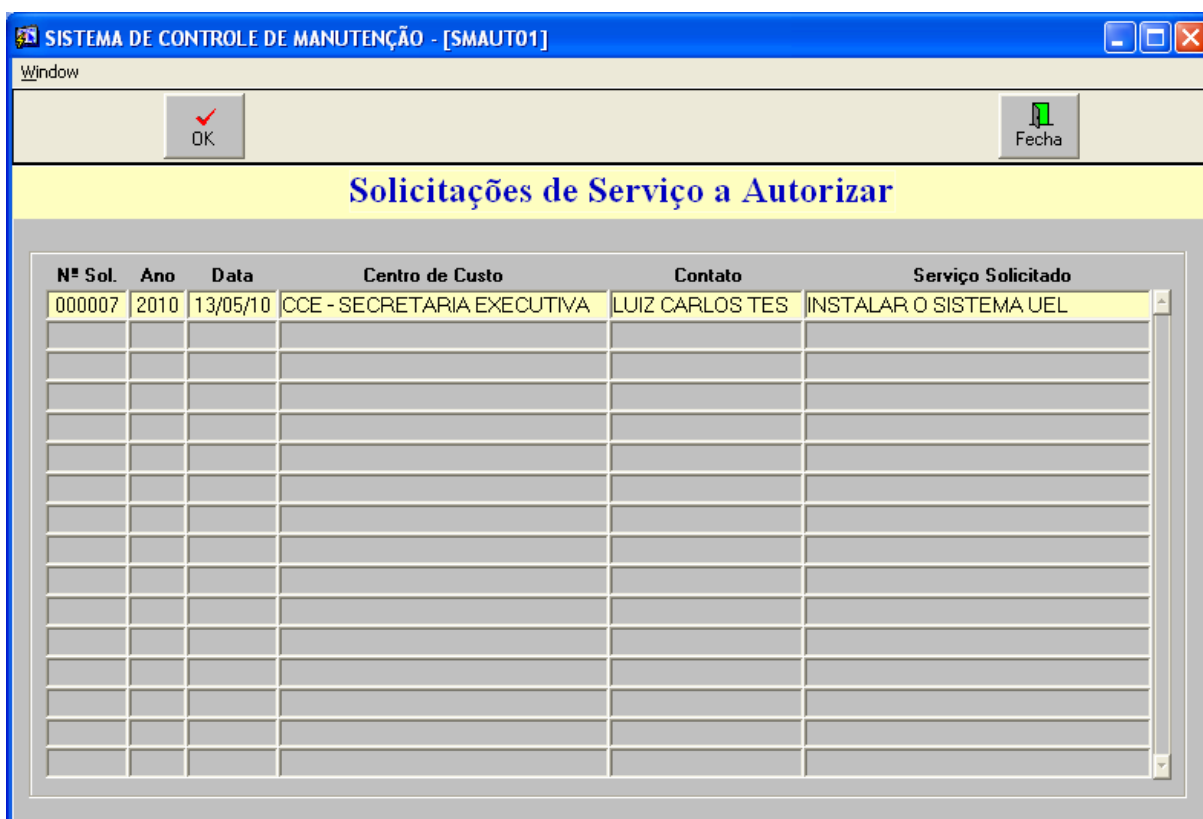 SISTEMA DE CONTROLE DE MANUTENÇÃO - [SMAUT01]
Window
OK Fecha
Solicitações de Serviço a Autorizar
Nº Sol. Ano Data Centro de Custo Contato Serviço Solicitado
000007 2010 13/05/10 CCE - SECRETARIA EXECUTIVA LUIZ CARLOS TES INSTALAR O SISTEMA UEL